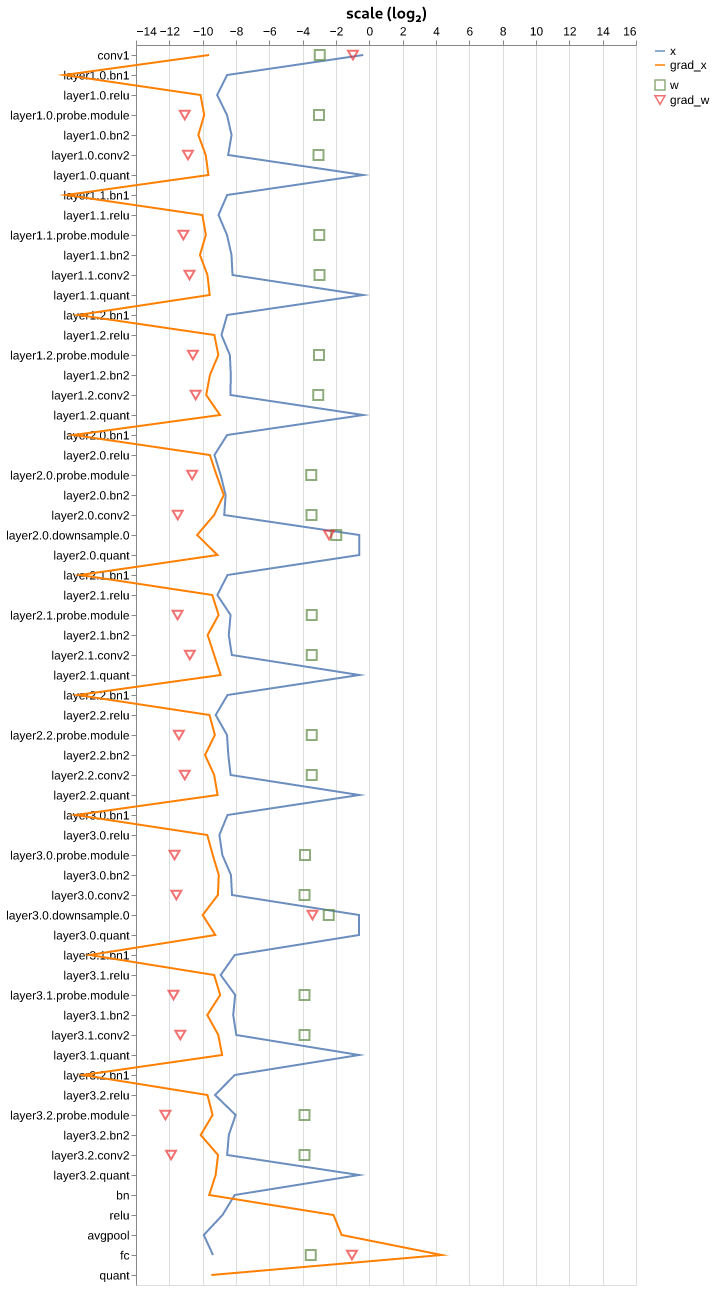 scale (log₂)
−14 −12 −10 −8 −6 −4 −2 0 2 4 6 8 10 12 14 16
x
grad_x
w
grad_w
conv1
layer1.0.bn1
layer1.0.relu
layer1.0.probe.module
layer1.0.bn2
layer1.0.conv2
layer1.0.quant
layer1.1.bn1
layer1.1.relu
layer1.1.probe.module
layer1.1.bn2
layer1.1.conv2
layer1.1.quant
layer1.2.bn1
layer1.2.relu
layer1.2.probe.module
layer1.2.bn2
layer1.2.conv2
layer1.2.quant
layer2.0.bn1
layer2.0.relu
layer2.0.probe.module
layer2.0.bn2
layer2.0.conv2
layer2.0.downsample.0
layer2.0.quant
layer2.1.bn1
layer2.1.relu
layer2.1.probe.module
layer2.1.bn2
layer2.1.conv2
layer2.1.quant
layer2.2.bn1
layer2.2.relu
layer2.2.probe.module
layer2.2.bn2
layer2.2.conv2
layer2.2.quant
layer3.0.bn1
layer3.0.relu
layer3.0.probe.module
layer3.0.bn2
layer3.0.conv2
layer3.0.downsample.0
layer3.0.quant
layer3.1.bn1
layer3.1.relu
layer3.1.probe.module
layer3.1.bn2
layer3.1.conv2
layer3.1.quant
layer3.2.bn1
layer3.2.relu
layer3.2.probe.module
layer3.2.bn2
layer3.2.conv2
layer3.2.quant
bn
relu
avgpool
fc
quant